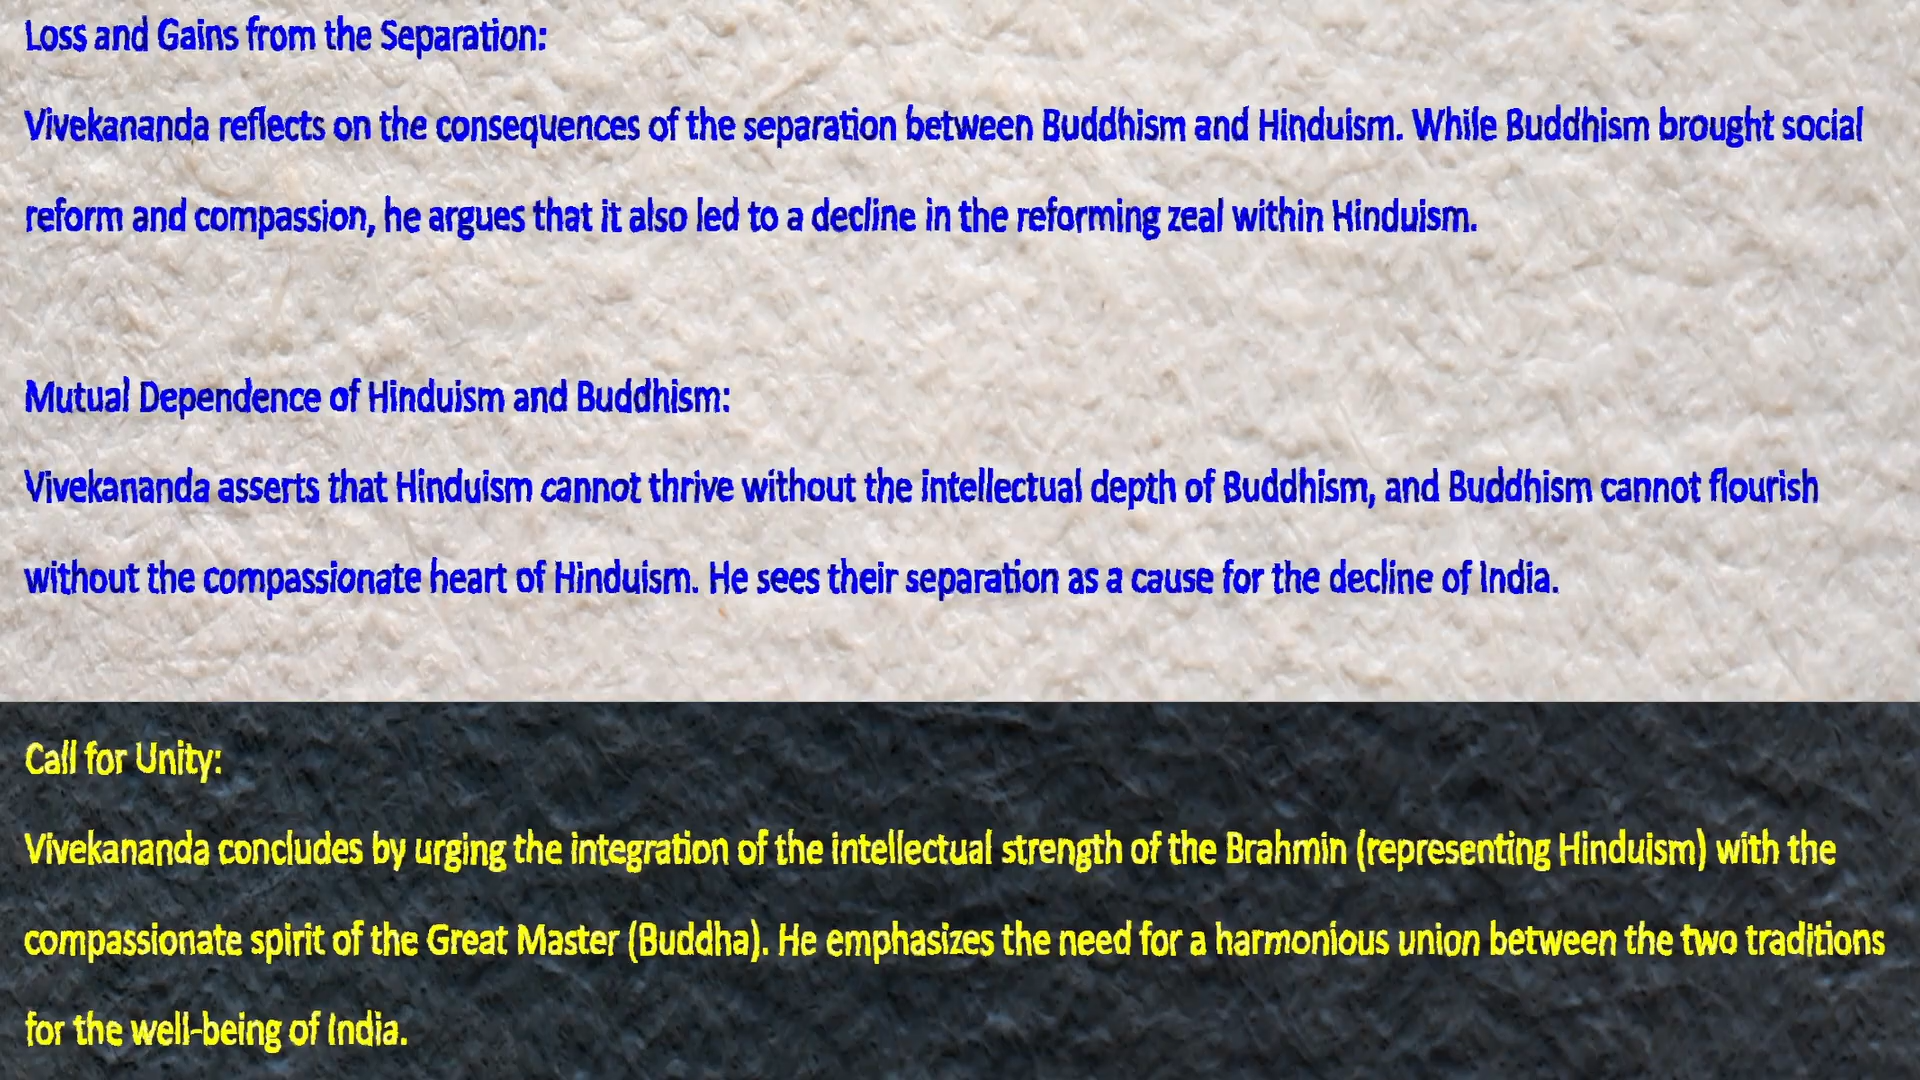 Loss and Gains from the Separation:
Vivekananda reflects on the consequences of the separation between Buddhism and Hinduism. While Buddhism brought social
reform and compassion, he argues that it also led to a decline in the reforming zeal within Hinduism.
Mutual Dependence of Hinduism and Buddhism:
Vivekananda asserts that Hinduism cannot thrive without the intellectual depth of Buddhism, and Buddhism cannot flourish
without the compassionate heart of Hinduism. He sees their separation as a cause for the decline of India.
Call for Unity:
Vivekananda concludes by urging the integration of the intellectual strength of the Brahmin (representing Hinduism) with the
compassionate spirit of the Great Master (Buddha). He emphasizes the need for a harmonious union between the two traditions
for the well-being of India.